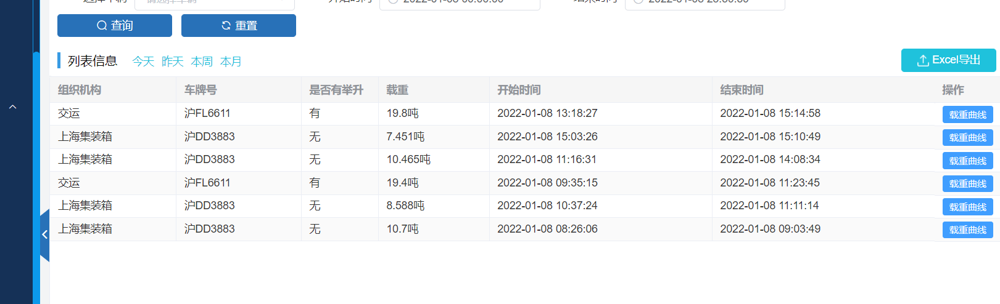 查询 重置
列表信息 今天 昨天 本周 本月 Excel导出
组织机构 车牌号 是否有举升 载重 开始时间 结束时间 操作
交运 沪FL6611 有 19.8吨 2022-01-08 13:18:27 2022-01-08 15:14:58 载重曲线
上海集装箱 沪DD3883 无 7.451吨 2022-01-08 15:03:26 2022-01-08 15:10:49 载重曲线
上海集装箱 沪DD3883 无 10.465吨 2022-01-08 11:16:31 2022-01-08 14:08:34 载重曲线
交运 沪FL6611 有 19.4吨 2022-01-08 09:35:15 2022-01-08 11:23:45 载重曲线
上海集装箱 沪DD3883 无 8.588吨 2022-01-08 10:37:24 2022-01-08 11:11:14 载重曲线
上海集装箱 沪DD3883 无 10.7吨 2022-01-08 08:26:06 2022-01-08 09:03:49 载重曲线